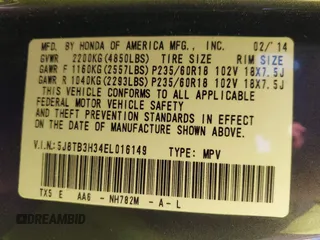 MFD. BY HONDA OF AMERICA MFG., INC. 02/14
GVWR 2200KG(4850LBS) TIRE SIZE RIM SIZE
GAWR F 1160KG(2557LBS)P235/60R18 102V 18X7.5J
GAWR R 1040KG(2293LBS)P235/60R18 102V 18X7.5J
THIS VEHICLE CONFORMS TO ALL APPLICABLE
FEDERAL MOTOR VEHICLE SAFETY
AND THEFT PREVENTION STANDARDS IN EFFECT ON
THE DATE OF MANUFACTURE SHOWN ABOVE.
V.I.N: 5J8TB3H34EL016149 TYPE: MPV
TX5 E AA6 - NH782M - A - L
© DREAMBID